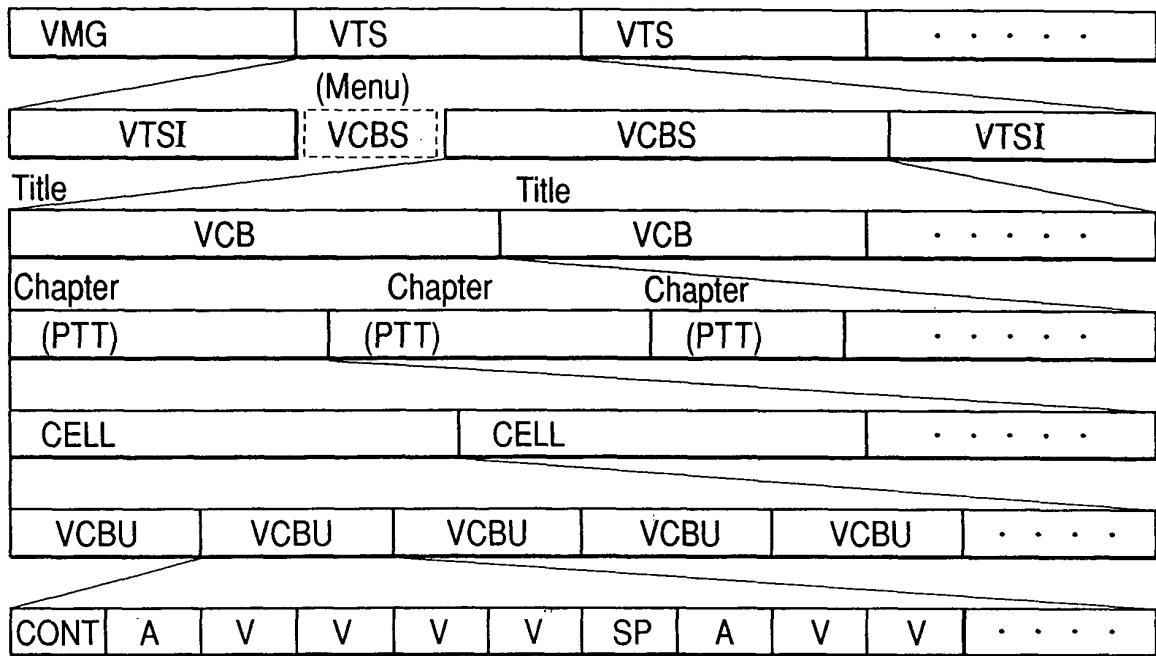 VMG VTS VTS . . . . .
(Menu)
VTSI VCBS VCBS VTSI
Title Title
VCB VCB . . . . .
Chapter Chapter Chapter
(PTT) (PTT) (PTT) . . . . .
CELL CELL . . . . .
VCBU VCBU VCBU VCBU VCBU . . . .
CONT A V V V V SP A V V . . . .